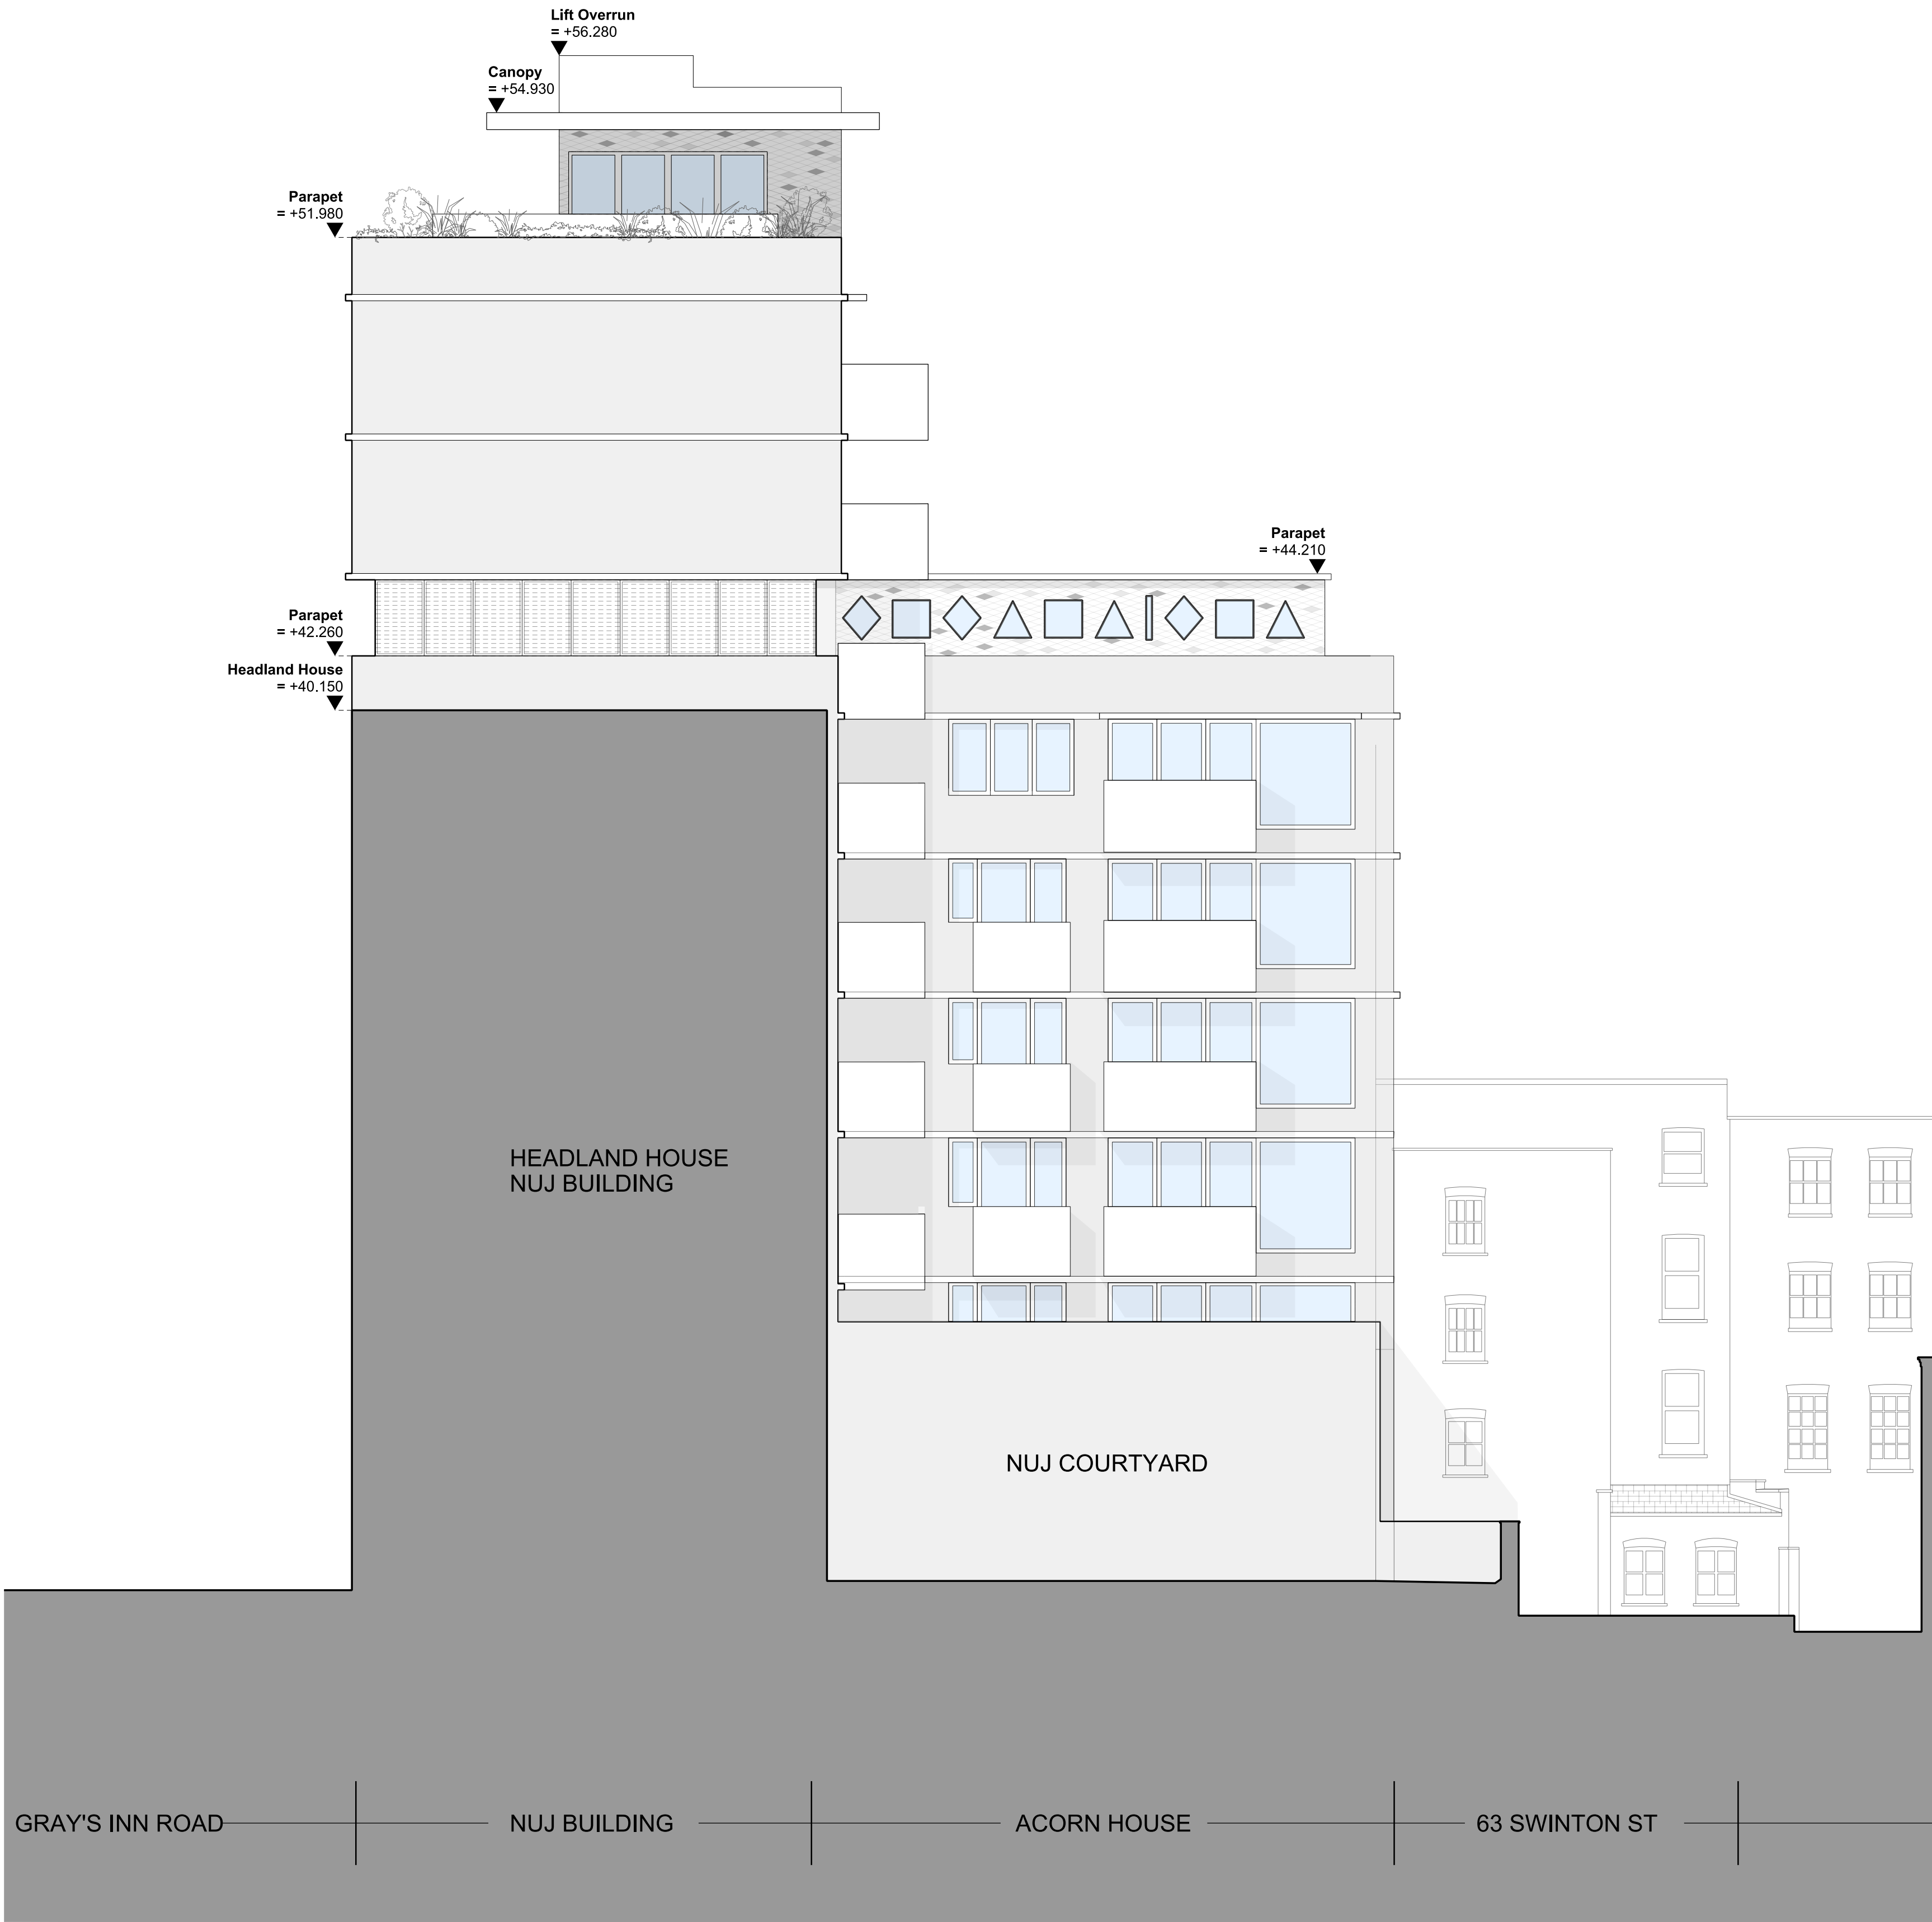 Lift Overrun
= +56.280
Canopy
= +54.930
Parapet
= +51.980
Parapet
= +44.210
Parapet
= +42.260
Headland House
= +40.150
HEADLAND HOUSE
NUJ BUILDING
NUJ COURTYARD
GRAY'S INN ROAD
NUJ BUILDING
ACORN HOUSE
63 SWINTON ST